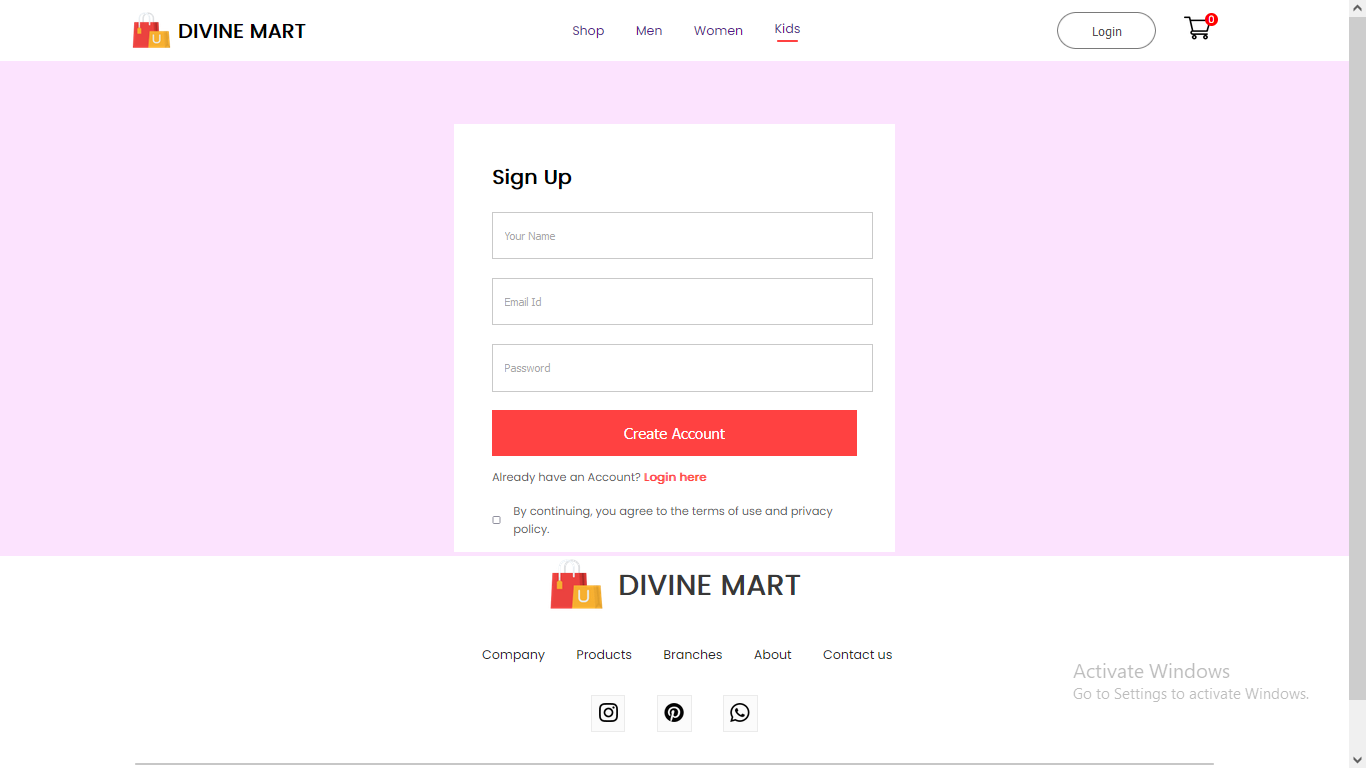 DIVINE MART
Shop Men Women Kids
Login
0
Sign Up
Your Name
Email Id
Password
Create Account
Already have an Account? Login here
By continuing, you agree to the terms of use and privacy
policy.
U
DIVINE MART
Company Products Branches About Contact us
Activate Windows
Go to Settings to activate Windows.